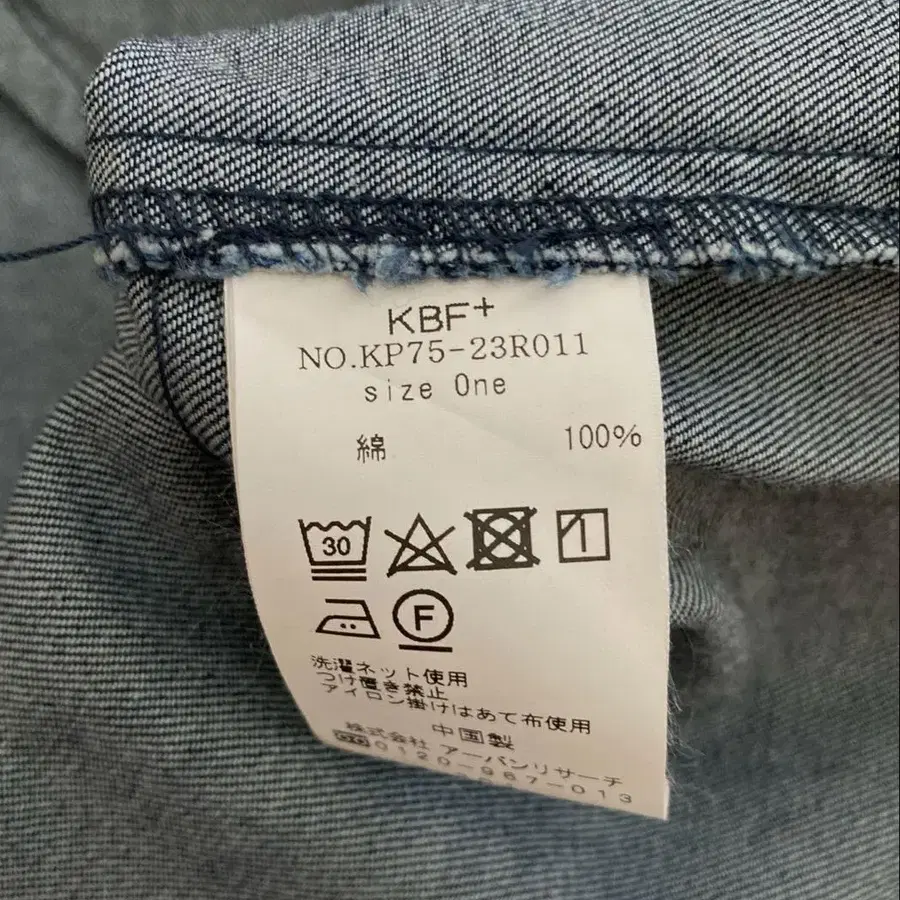 KBF+
NO.KP75-23R011
size One
綿 100%
30
F
洗濯ネット使用
つけ置き禁止
アイロン掛けはあて布使用
中国製
株式会社 アーバンリサーチ
0120-967-013